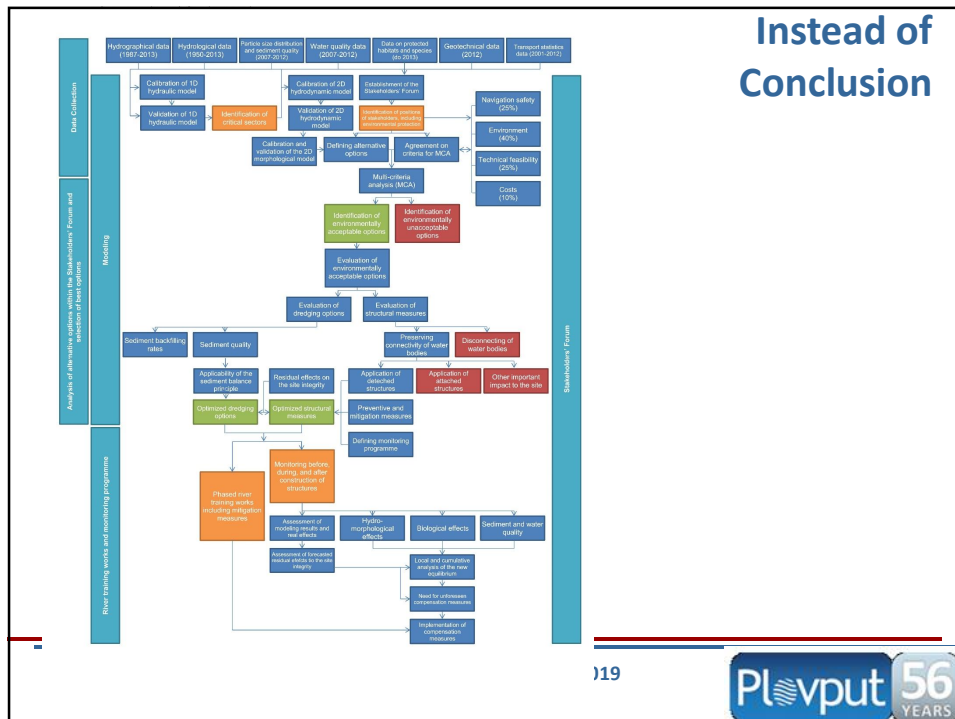 Instead of
Conclusion
Hydrographical data
(1987-2013)
Hydrological data
(1950-2013)
Particle size distribution
and sediment quality
(2007-2012)
Water quality data
(2007-2012)
Data on protected
habitats and species
(do 2013)
Geotechnical data
(2012)
Transport statistics
data (2001-2012)
Data Collection
Analysis of alternative options within the Stakeholders' Forum and
selection of best options
River training works and monitoring programme
Modeling
Stakeholders' Forum
Calibration of 1D
hydraulic model
Calibration of 2D
hydrodynamic model
Establishment of the
Stakeholders' Forum
Validation of 1D
hydraulic model
Identification of
critical sectors
Validation of 2D
hydrodynamic
model
Identification of positions
of stakeholders, including
environmental protection
Navigation safety
(25%)
Environment
(40%)
Technical feasibility
(25%)
Costs
(10%)
Calibration and
validation of the 2D
morphological model
Defining alternative
options
Agreement on
criteria for MCA
Multi-criteria
analysis (MCA)
Identification of
environmentally
acceptable options
Identification of
environmentally
unacceptable
options
Evaluation of
environmentally
acceptable options
Evaluation of
dredging options
Evaluation of
structural measures
Sediment backfilling
rates
Sediment quality
Preserving
connectivity of water
bodies
Disconnecting of
water bodies
Applicability of the
sediment balance
principle
Residual effects on
the site integrity
Application of
detached
structures
Application of
attached
structures
Other important
impact to the site
Optimized dredging
options
Optimized structural
measures
Preventive and
mitigation measures
Defining monitoring
programme
Phased river
training works
including mitigation
measures
Monitoring before,
during, and after
construction of
structures
Assessment of
modeling results and
real effects
Hydro-
morphological
effects
Biological effects
Sediment and water
quality
Assessment of forecasted
integrity
Local and cumulative
analysis of the new
equilibrium
Need for unforeseen
compensation measures
Implementation of
compensation
measures
019
Plovput 56
YEARS